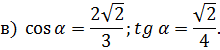 в) cos α = 2√2/3; tg α = √2/4.